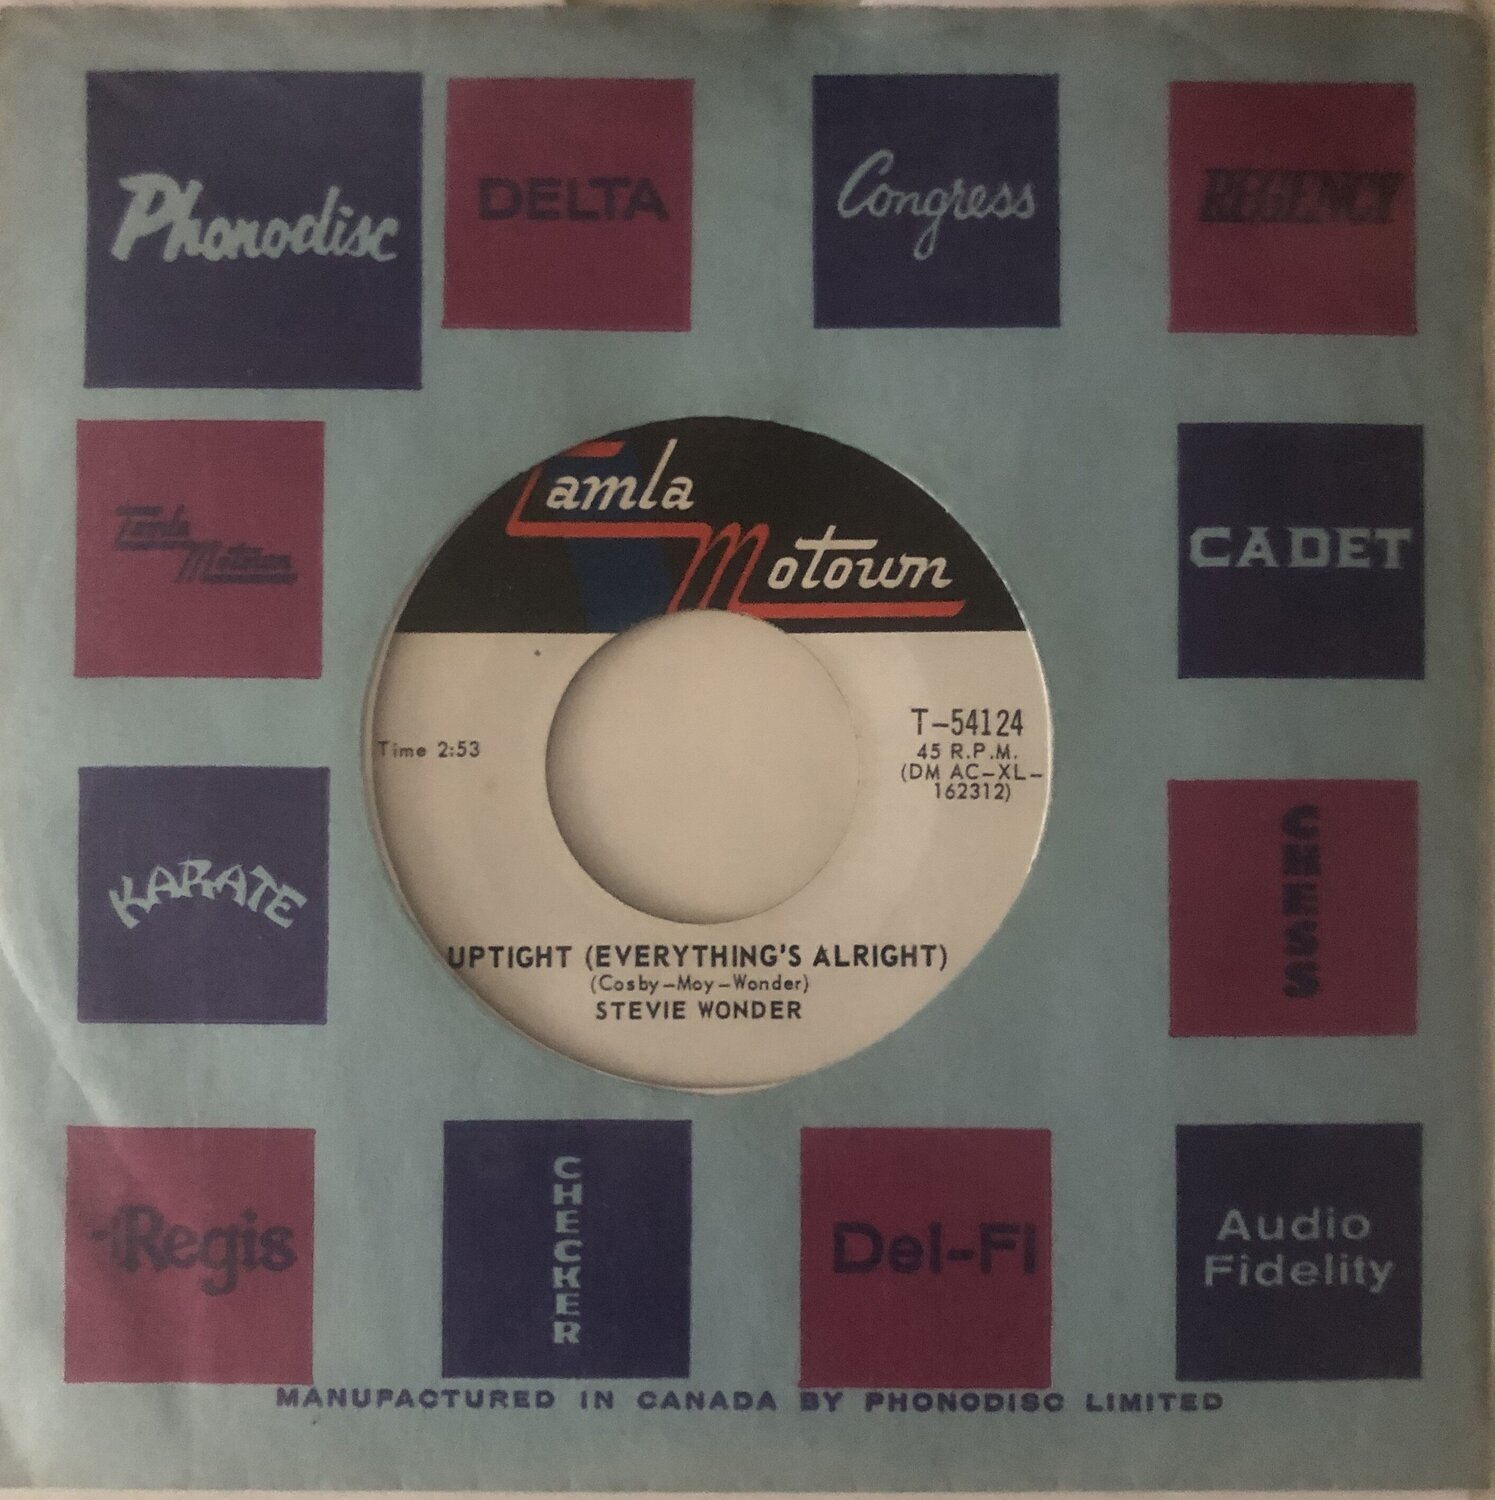 Phonodisc
DELTA
Congress
REGENCY
Tamla
Motown
CADET
Tamla
Motown
Time 2:53
T-54124
45 R.P.M.
(DM AC-XL-
162312)
UPTIGHT (EVERYTHING'S ALRIGHT)
(Cosby-Moy-Wonder)
STEVIE WONDER
KARATE
CHESS
Regis
CHECKER
Del-Fi
Audio
Fidelity
MANUFACTURED IN CANADA BY PHONODISC LIMITED